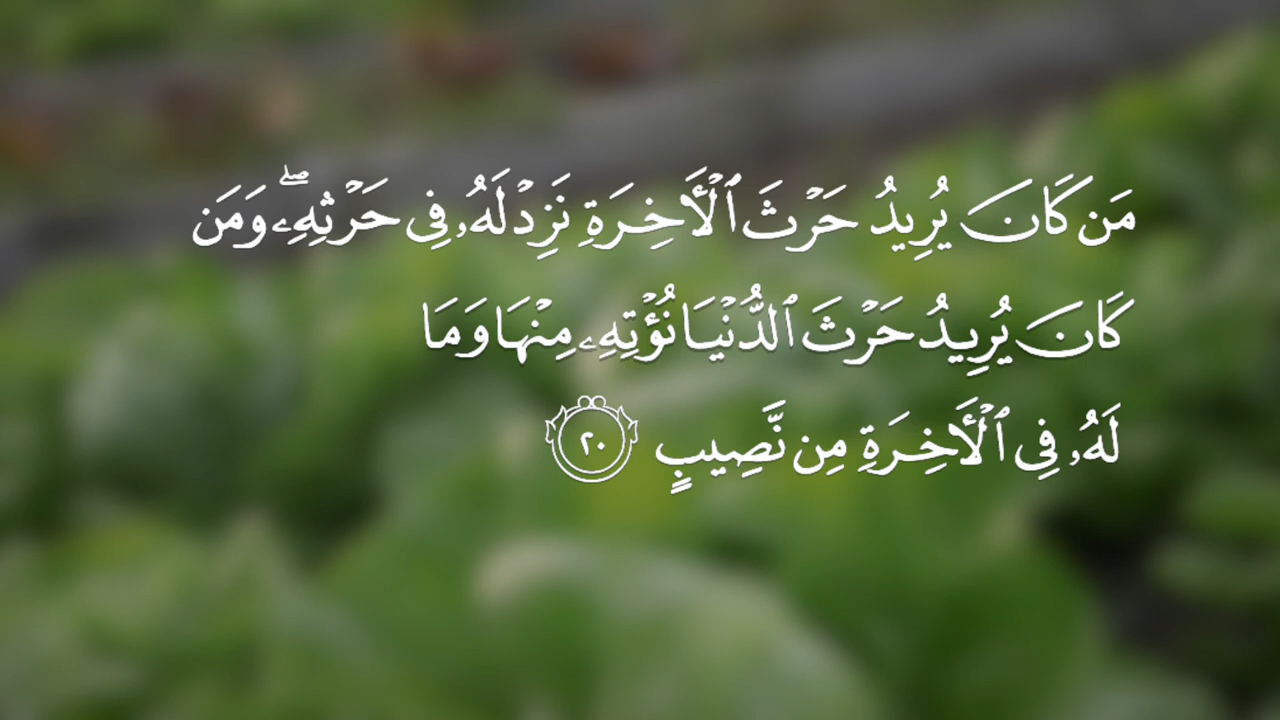 مَن كَانَ يُرِيدُ حَرْثَ ٱلْأَخِرَةِ نَزِدْ لَهُۥ فِى حَرْثِهِۦ ۖ وَمَن
كَانَ يُرِيدُ حَرْثَ ٱلدُّنْيَا نُؤْتِهِۦ مِنْهَا وَمَا
لَهُۥ فِى ٱلْأَخِرَةِ مِن نَّصِيبٍ ٢٠